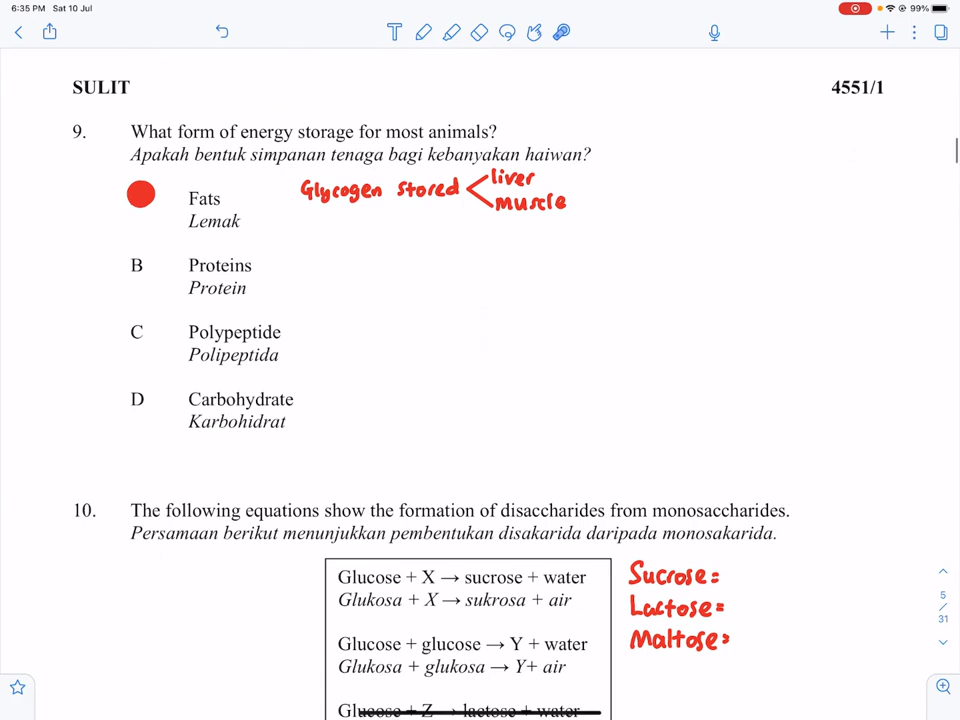 6:35 PM Sat 10 Jul
99%
SULIT 4551/1
9. What form of energy storage for most animals?
Apakah bentuk simpanan tenaga bagi kebanyakan haiwan?
Glycogen stored
liver
muscle
Fats
Lemak
B Proteins
Protein
C Polypeptide
Polipeptida
D Carbohydrate
Karbohidrat
10. The following equations show the formation of disaccharides from monosaccharides.
Persamaan berikut menunjukkan pembentukan disakarida daripada monosakarida.
Glucose + X → sucrose + water
Glukosa + X → sukrosa + air
Glucose + glucose → Y + water
Glukosa + glukosa → Y+ air
Glucose + Z → lactose + water
Sucrose =
Lactose =
Maltose =
5
/
31